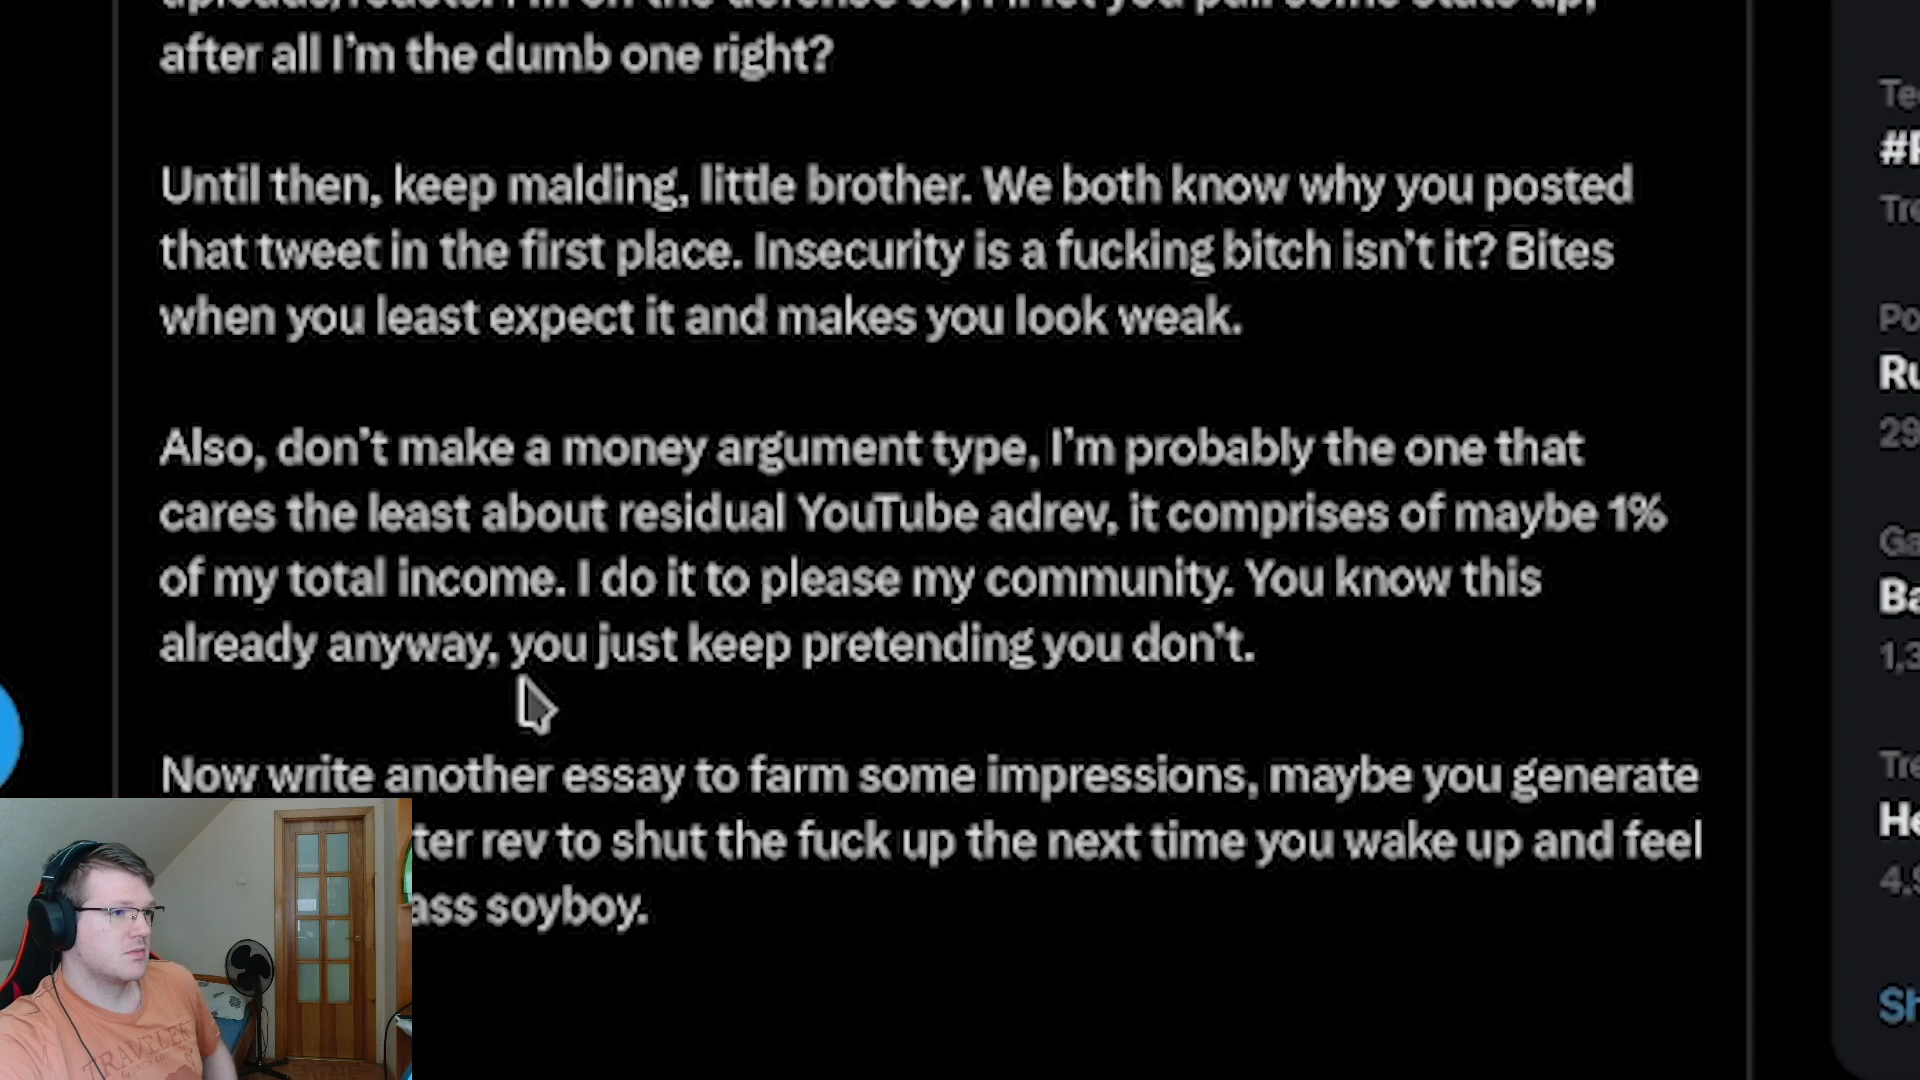 after all I'm the dumb one right?
Until then, keep malding, little brother. We both know why you posted
that tweet in the first place. Insecurity is a fucking bitch isn't it? Bites
when you least expect it and makes you look weak.
Also, don't make a money argument type, I'm probably the one that
cares the least about residual YouTube adrev, it comprises of maybe 1%
of my total income. I do it to please my community. You know this
already anyway, you just keep pretending you don't.
Now write another essay to farm some impressions, maybe you generate
rev to shut the fuck up the next time you wake up and feel
ass soyboy.